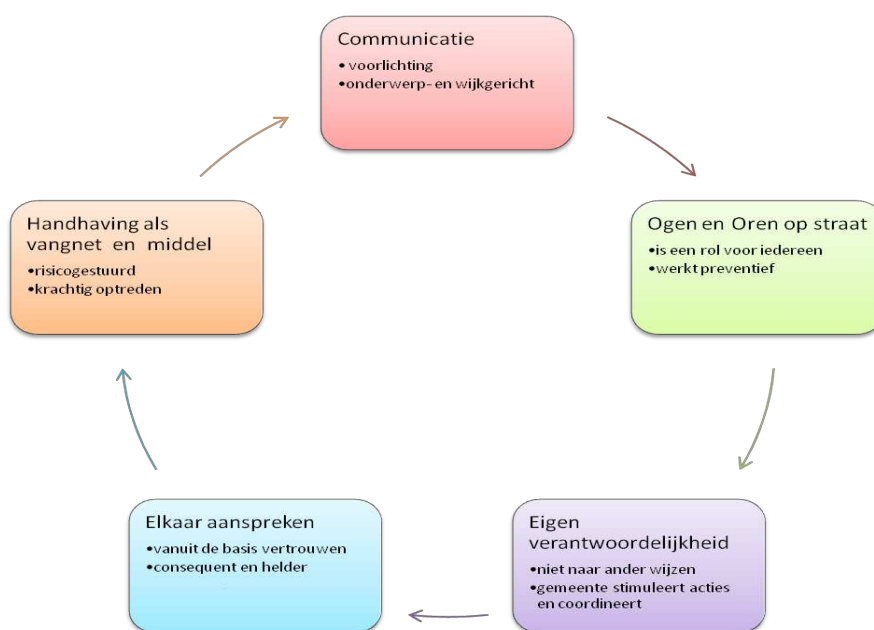 Communicatie
•voorlichting
•onderwerp- en wijkgericht
Ogen en Oren op straat
•is een rol voor iedereen
•werkt preventief
Eigen
verantwoordelijkheid
•niet naar ander wijzen
•gemeente stimuleert acties
en coordineert
Elkaar aanspreken
•vanuit de basis vertrouwen
•consequent en helder
Handhaving als
vangnet en middel
•risicogestuurd
•krachtig optreden